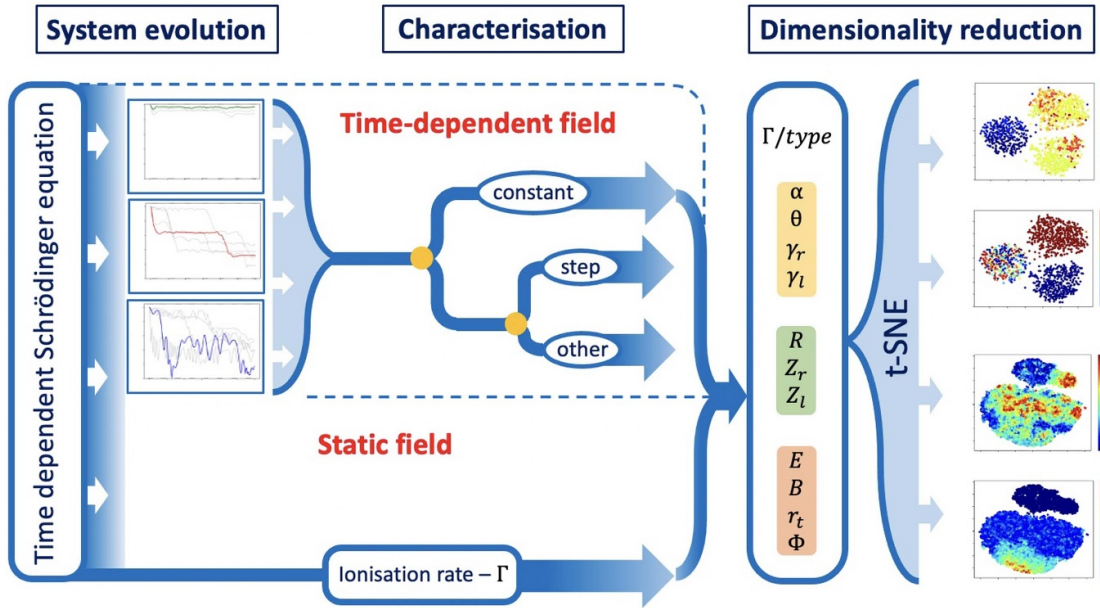 System evolution
Characterisation
Dimensionality reduction
Time dependent Schrödinger equation
Time-dependent field
constant
step
other
Static field
Ionisation rate – Γ
Γ/type
α
θ
γr
γl
R
Zr
Zl
E
B
rt
Φ
t-SNE